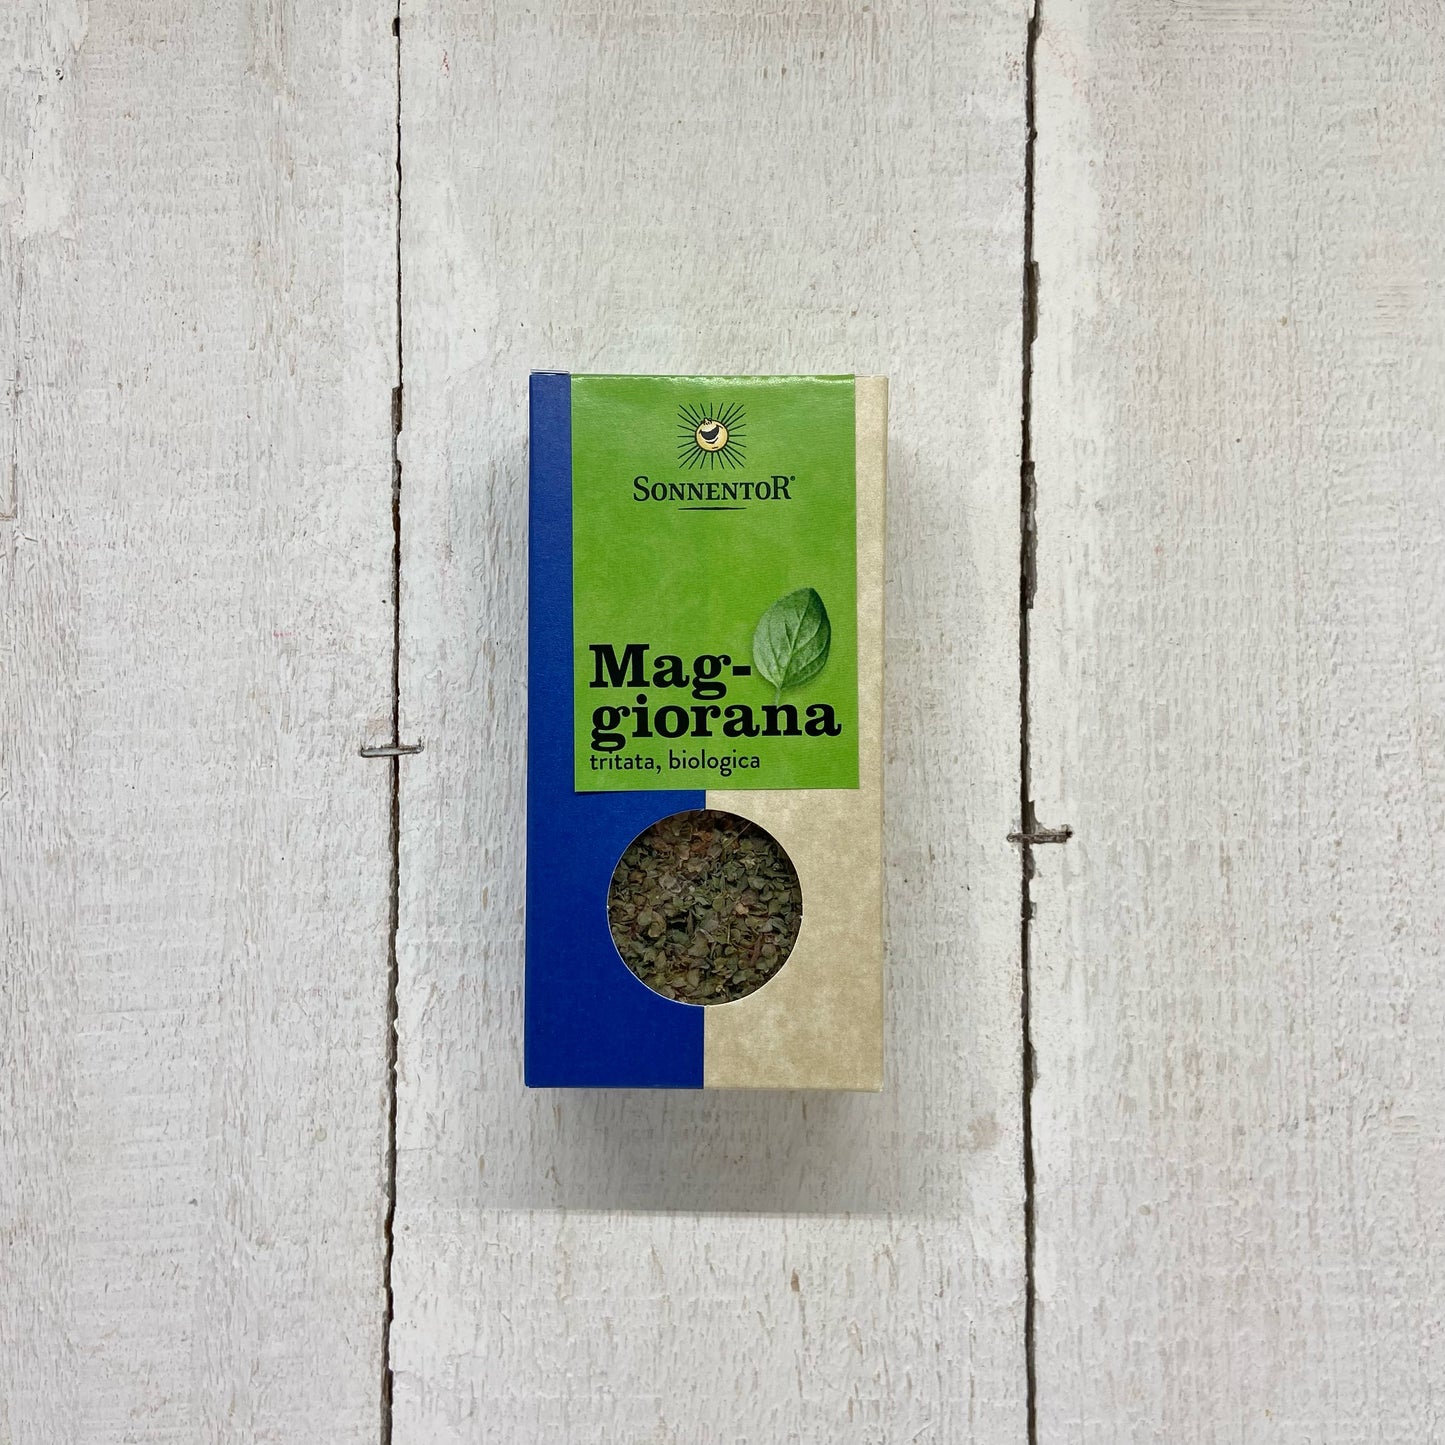 SONNENTOR®
Mag-
giorana
tritata, biologica